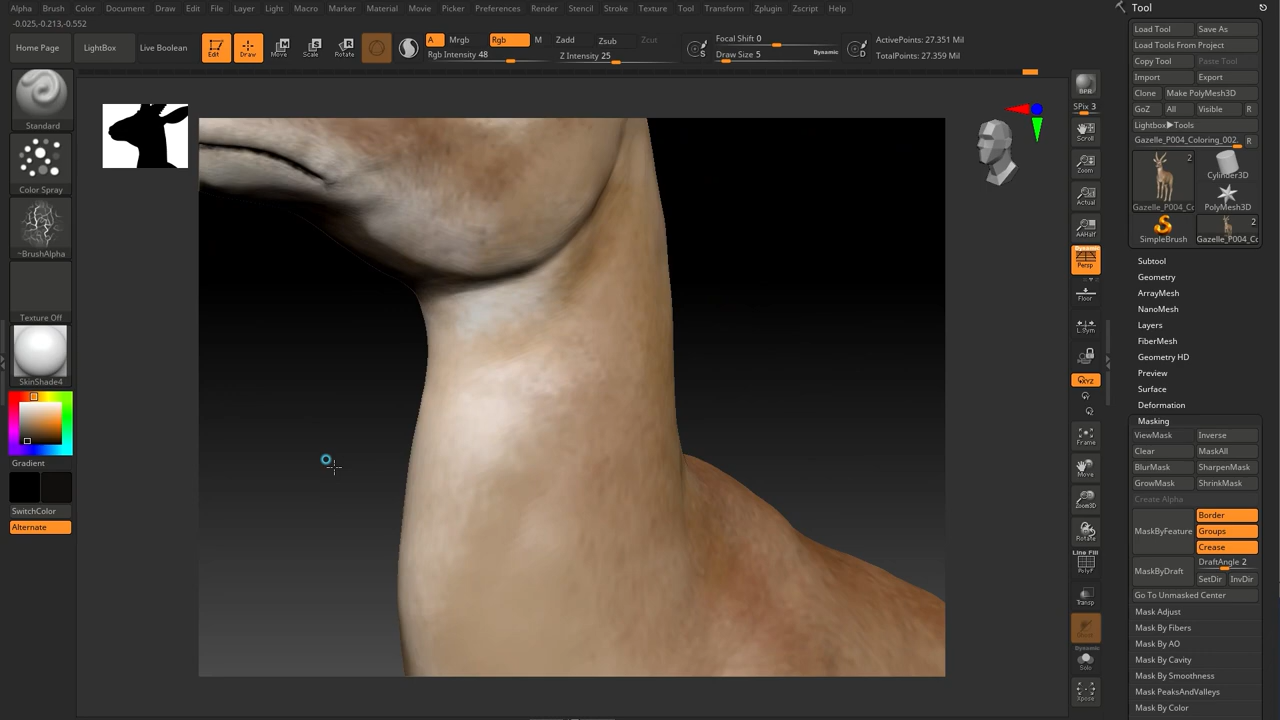 Alpha Brush Color Document Draw Edit File Layer Light Macro Marker Material Movie Picker Preferences Render Stencil Stroke Texture Tool Transform Zplugin Zscript Help
Tool
-0.025,-0.213,-0.552
Home Page
LightBox
Live Boolean
Edit
Draw
Move
Scale
Rotate
A
Mrgb
Rgb
M
Rgb Intensity 48
Zadd
Zsub
Zcut
Z Intensity 25
S
Focal Shift 0
Draw Size 5
Dynamic
D
ActivePoints: 27.351 Mil
TotalPoints: 27.359 Mil
Standard
Color Spray
~BrushAlpha
Texture Off
SkinShade4
Gradient
SwitchColor
Alternate
BPR
SPix 3
Scroll
Zoom
Actual
AAHalf
Dynamic
Persp
Floor
L.Sym
XYZ
Frame
Move
Zoom3D
Rotate
Line Fill
PolyF
Transp
Dynamic
Solo
Xpose
Load Tool Save As
Load Tools From Project
Copy Tool Paste Tool
Import Export
Clone Make PolyMesh3D
GoZ All Visible R
Lightbox▶Tools
Gazelle_P004_Coloring_002. R
2
Cylinder3D
Gazelle_P004_Co
PolyMesh3D
2
SimpleBrush
Gazelle_P004_Cc
Subtool
Geometry
ArrayMesh
NanoMesh
Layers
FiberMesh
Geometry HD
Preview
Surface
Deformation
Masking
ViewMask Inverse
Clear MaskAll
BlurMask SharpenMask
GrowMask ShrinkMask
Create Alpha
Border
MaskByFeature Groups
Crease
MaskByDraft DraftAngle 2
SetDir InvDir
Go To Unmasked Center
Mask Adjust
Mask By Fibers
Mask By AO
Mask By Cavity
Mask By Smoothness
Mask PeaksAndValleys
Mask By Color